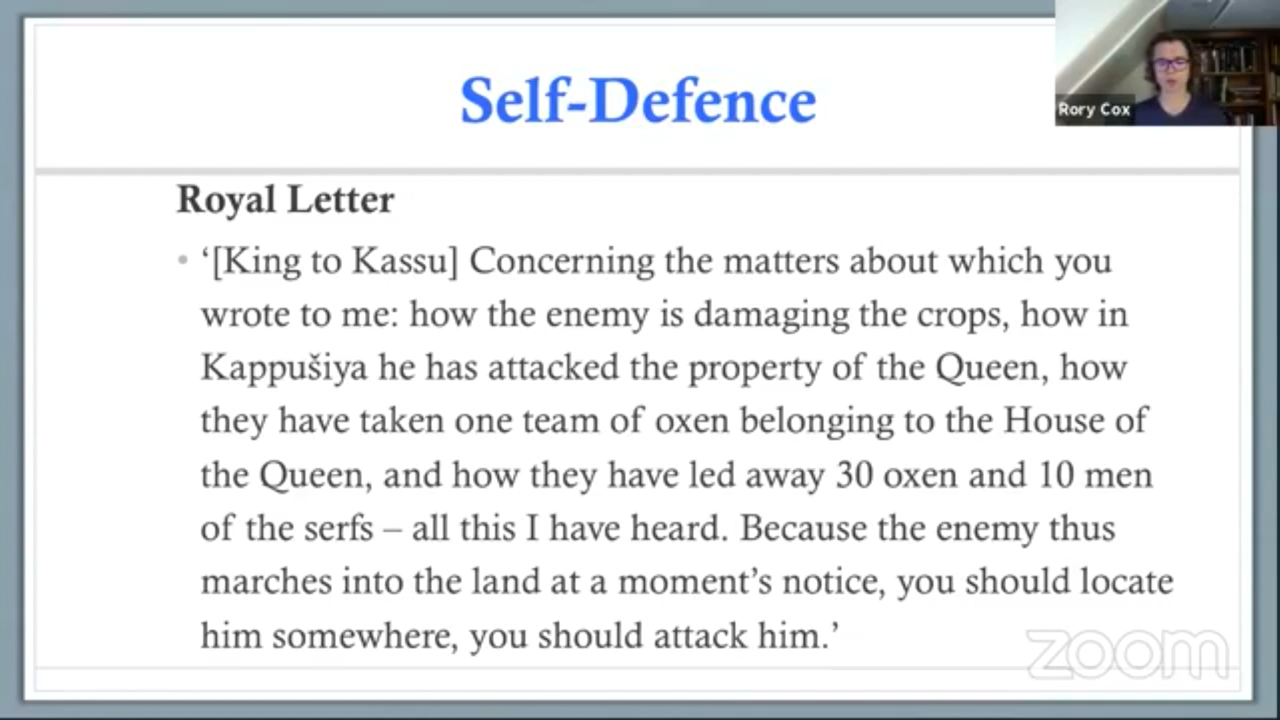 Self-Defence
Rory Cox
Royal Letter
• ‘[King to Kassu] Concerning the matters about which you
wrote to me: how the enemy is damaging the crops, how in
Kappušiya he has attacked the property of the Queen, how
they have taken one team of oxen belonging to the House of
the Queen, and how they have led away 30 oxen and 10 men
of the serfs – all this I have heard. Because the enemy thus
marches into the land at a moment’s notice, you should locate
him somewhere, you should attack him.’
zoom